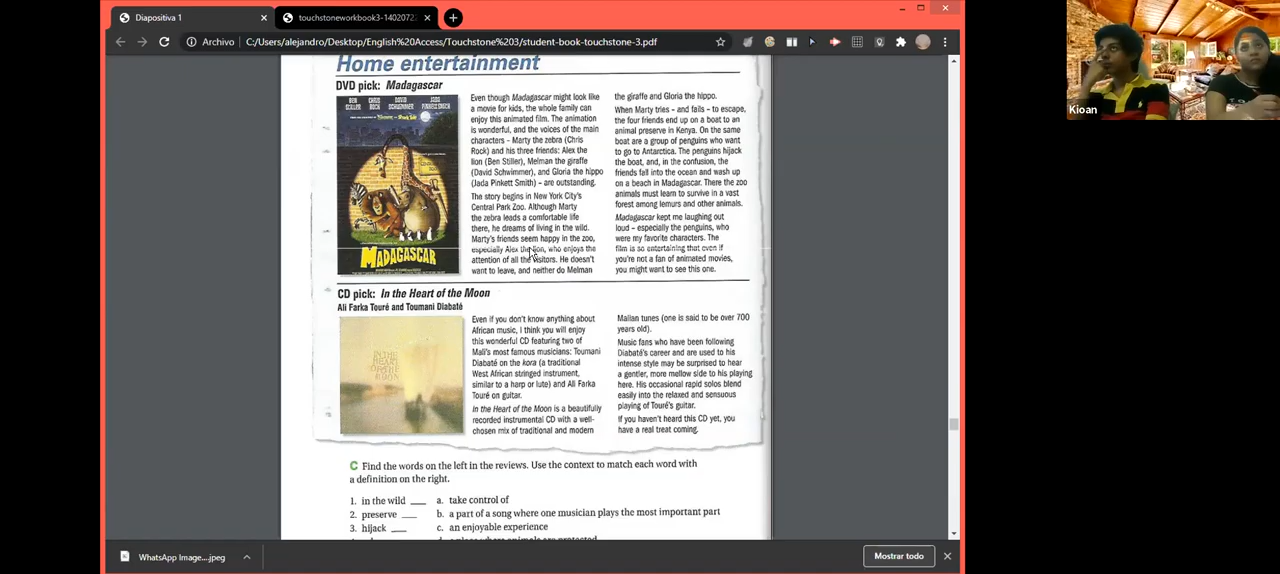 Diapositiva 1
touchstoneworkbook3-1402072
Archivo
C:/Users/alejandro/Desktop/English%20Access/Touchstone%203/student-book-touchstone-3.pdf
Home entertainment
DVD pick: Madagascar
BEN STILLER
CHRIS ROCK
DAVID SCHWIMMER
JADA PINKETT SMITH
MADAGASCAR
Even though Madagascar might look like
a movie for kids, the whole family can
enjoy this animated film. The animation
is wonderful, and the voices of the main
characters – Marty the zebra (Chris
Rock) and his three friends: Alex the
lion (Ben Stiller), Melman the giraffe
(David Schwimmer), and Gloria the hippo
(Jada Pinkett Smith) – are outstanding.
The story begins in New York City's
Central Park Zoo. Although Marty
the zebra leads a comfortable life
there, he dreams of living in the wild.
Marty's friends seem happy in the zoo,
especially Alex the lion, who enjoys the
attention of all the visitors. He doesn't
want to leave, and neither do Melman
the giraffe and Gloria the hippo.
When Marty tries – and fails – to escape,
the four friends end up on a boat to an
animal preserve in Kenya. On the same
boat are a group of penguins who want
to go to Antarctica. The penguins hijack
the boat, and, in the confusion, the
friends fall into the ocean and wash up
on a beach in Madagascar. There the zoo
animals must learn to survive in a vast
forest among lemurs and other animals.
Madagascar kept me laughing out
loud – especially the penguins, who
were my favorite characters. The
film is so entertaining that even if
you're not a fan of animated movies,
you might want to see this one.
CD pick: In the Heart of the Moon
Ali Farka Touré and Toumani Diabaté
IN THE
HEART
OF THE
MOON
Even if you don't know anything about
African music, I think you will enjoy
this wonderful CD featuring two of
Mali's most famous musicians: Toumani
Diabaté on the kora (a traditional
West African stringed instrument,
similar to a harp or lute) and Ali Farka
Touré on guitar.
In the Heart of the Moon is a beautifully
recorded instrumental CD with a well-
chosen mix of traditional and modern
Malian tunes (one is said to be over 700
years old).
Music fans who have been following
Diabaté's career and are used to his
intense style may be surprised to hear
a gentler, more mellow side to his playing
here. His occasional rapid solos blend
easily into the relaxed and sensuous
playing of Touré's guitar.
If you haven't heard this CD yet, you
have a real treat coming.
C Find the words on the left in the reviews. Use the context to match each word with
a definition on the right.
1. in the wild ___ a. take control of
2. preserve ___ b. a part of a song where one musician plays the most important part
3. hijack ___ c. an enjoyable experience
WhatsApp Image....jpeg
Mostrar todo
Kioan